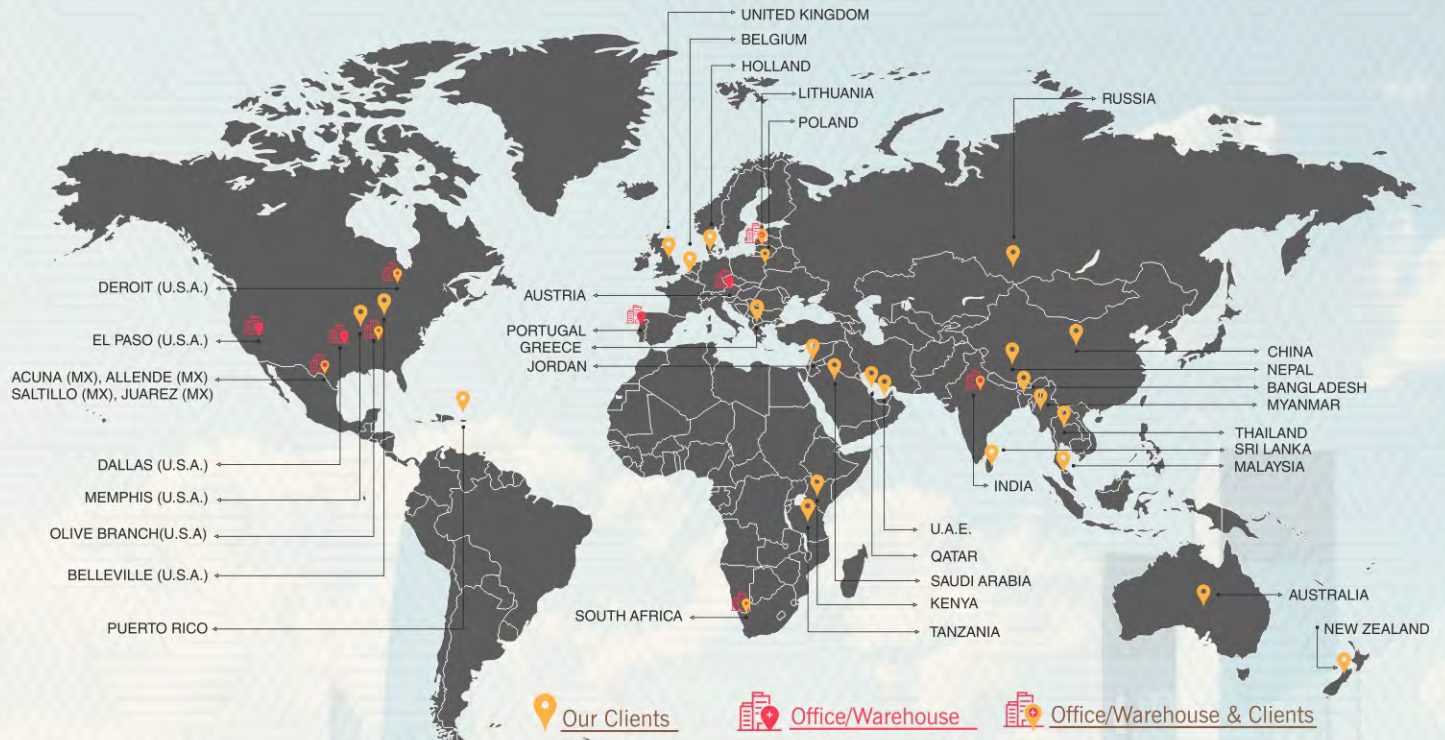 UNITED KINGDOM
BELGIUM
HOLLAND
LITHUANIA
POLAND
RUSSIA
DEROIT (U.S.A.)
EL PASO (U.S.A.)
ACUNA (MX), ALLENDE (MX)
SALTILLO (MX), JUAREZ (MX)
DALLAS (U.S.A.)
MEMPHIS (U.S.A.)
OLIVE BRANCH(U.S.A)
BELLEVILLE (U.S.A.)
PUERTO RICO
AUSTRIA
PORTUGAL
GREECE
JORDAN
SOUTH AFRICA
CHINA
NEPAL
BANGLADESH
MYANMAR
THAILAND
SRI LANKA
MALAYSIA
INDIA
U.A.E.
QATAR
SAUDI ARABIA
KENYA
TANZANIA
AUSTRALIA
NEW ZEALAND
Our Clients
Office/Warehouse
Office/Warehouse & Clients